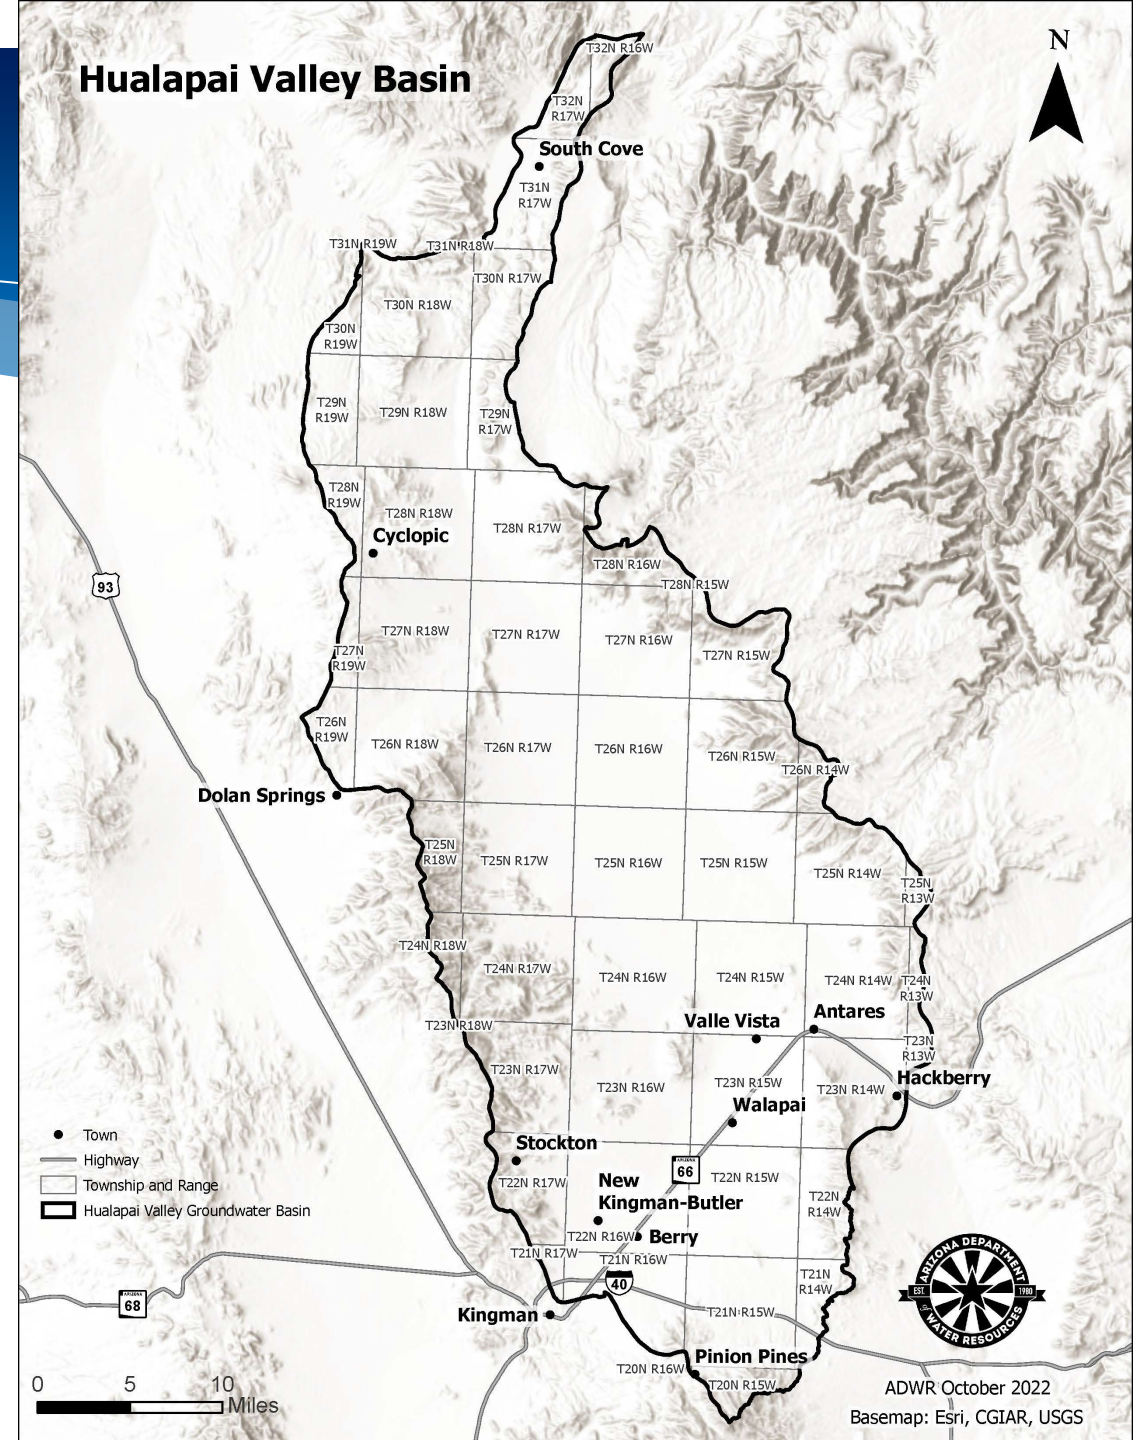 Hualapai Valley Basin
N
T32N R16W
T32N
R17W
South Cove
T31N
R17W
T31N R19W
T31N R18W
T30N R17W
T30N R18W
T30N
R19W
T29N
R19W
T29N R18W
T29N
R17W
T28N
R19W
T28N R18W
Cyclopic
T28N R17W
T28N R16W
T28N R15W
93
T27N R18W
T27N R17W
T27N R16W
T27N R15W
T27N
R19W
T26N
R19W
T26N R18W
T26N R17W
T26N R16W
T26N R15W
T26N R14W
Dolan Springs
T25N
R18W
T25N R17W
T25N R16W
T25N R15W
T25N R14W
T25N
R13W
T24N R18W
T24N R17W
T24N R16W
T24N R15W
T24N R14W
T24N
R13W
Antares
Valle Vista
T23N R18W
T23N
R13W
T23N R17W
T23N R16W
T23N R15W
T23N R14W
Hackberry
Walapai
Stockton
ARIZONA
66
T22N R17W
New
Kingman-Butler
T22N R15W
T22N
R14W
T22N R16W
Berry
T21N R17W
T21N R16W
T21N
R14W
40
T21N R15W
Kingman
Pinion Pines
T20N R16W
T20N R15W
Town
Highway
Township and Range
Hualapai Valley Groundwater Basin
ARIZONA
68
0 5 10
Miles
ARIZONA DEPARTMENT
EST. 1980
of
WATER RESOURCES
ADWR October 2022
Basemap: Esri, CGIAR, USGS